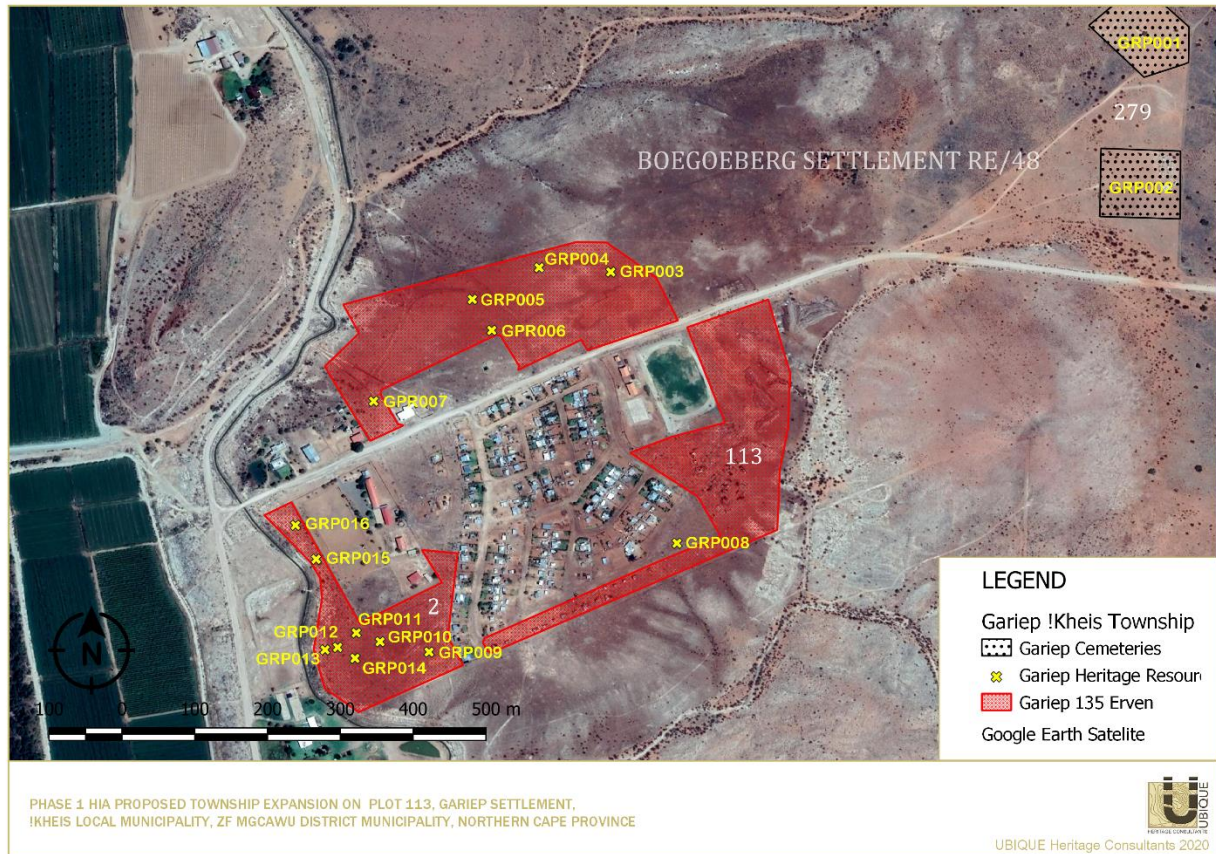 GRP001
279
BOEGOEBERG SETTLEMENT RE/48
GRP002
GRP004
GRP003
GRP005
GPR006
GPR007
113
GRP016
GRP008
GRP015
2
GRP011
GRP012
GRP010
GRP013
GRP009
GRP014
N
100 0 100 200 300 400 500 m
LEGEND
Gariep !Kheis Township
Gariep Cemeteries
Gariep Heritage Resour
Gariep 135 Erven
Google Earth Satelite
PHASE 1 HIA PROPOSED TOWNSHIP EXPANSION ON PLOT 113, GARIEP SETTLEMENT,
!KHEIS LOCAL MUNICIPALITY, ZF MGCAWU DISTRICT MUNICIPALITY, NORTHERN CAPE PROVINCE
UBIQUE
HERITAGE CONSULTANTS
UBIQUE Heritage Consultants 2020